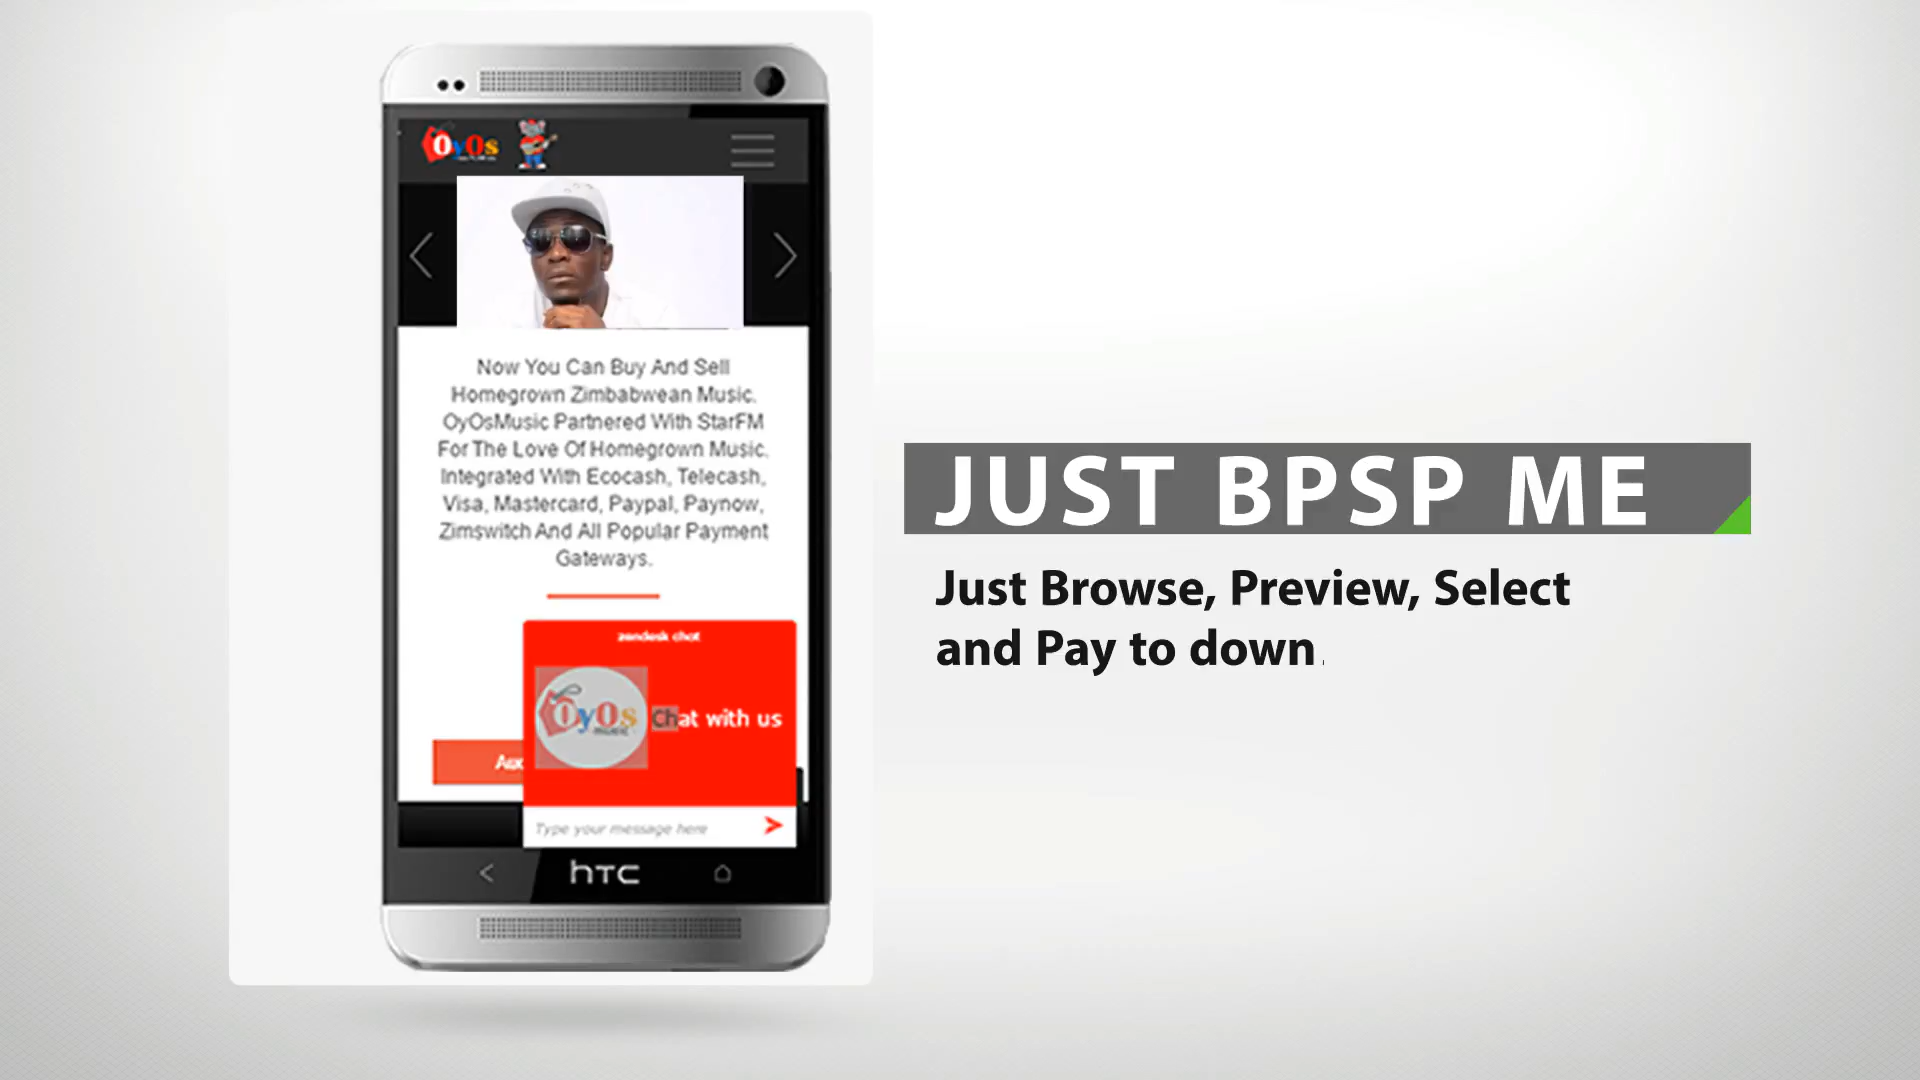 OyOs
Now You Can Buy And Sell
Homegrown Zimbabwean Music.
OyOsMusic Partnered With StarFM
For The Love Of Homegrown Music.
Integrated With Ecocash, Telecash,
Visa, Mastercard, Paypal, Paynow,
Zimswitch And All Popular Payment
Gateways.
zendesk chat
OyOs
music
Chat with us
Type your message here
hTC
JUST BPSP ME
Just Browse, Preview, Select
and Pay to down